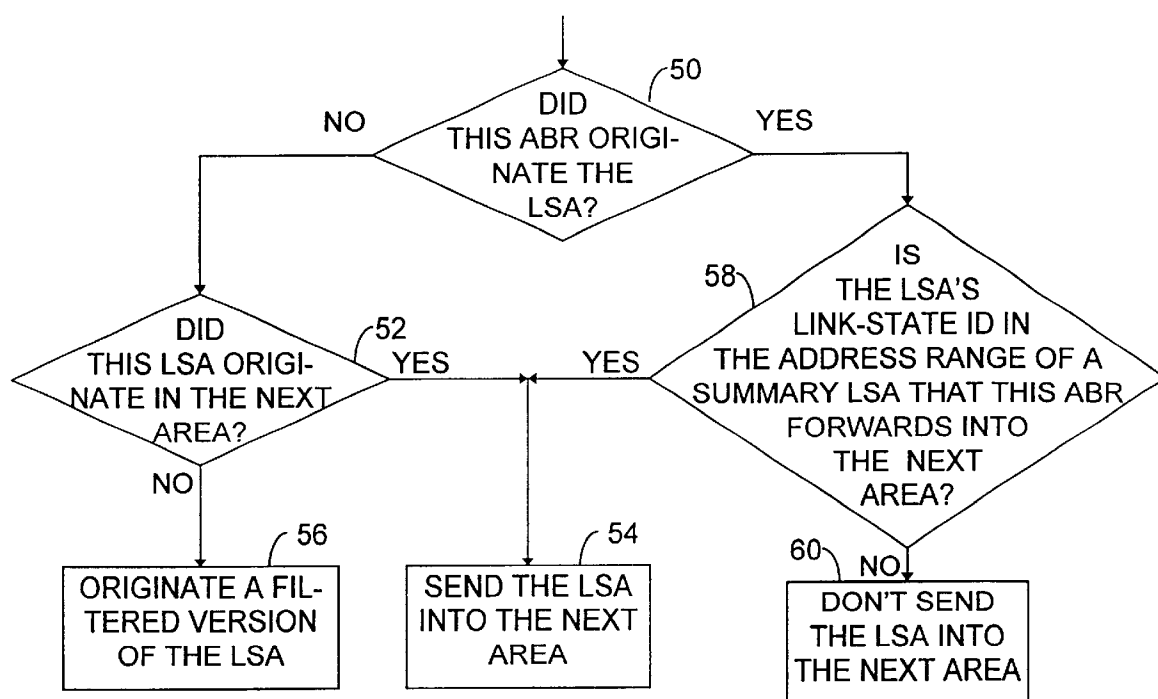 50
DID
THIS ABR ORIGI-
NATE THE
LSA?
NO
YES
52
DID
THIS LSA ORIGI-
NATE IN THE NEXT
AREA?
YES
NO
58
IS
THE LSA'S
LINK-STATE ID IN
THE ADDRESS RANGE OF A
SUMMARY LSA THAT THIS ABR
FORWARDS INTO
THE NEXT
AREA?
YES
NO
56
ORIGINATE A FIL-
TERED VERSION
OF THE LSA
54
SEND THE LSA
INTO THE NEXT
AREA
60
DON'T SEND
THE LSA INTO
THE NEXT AREA